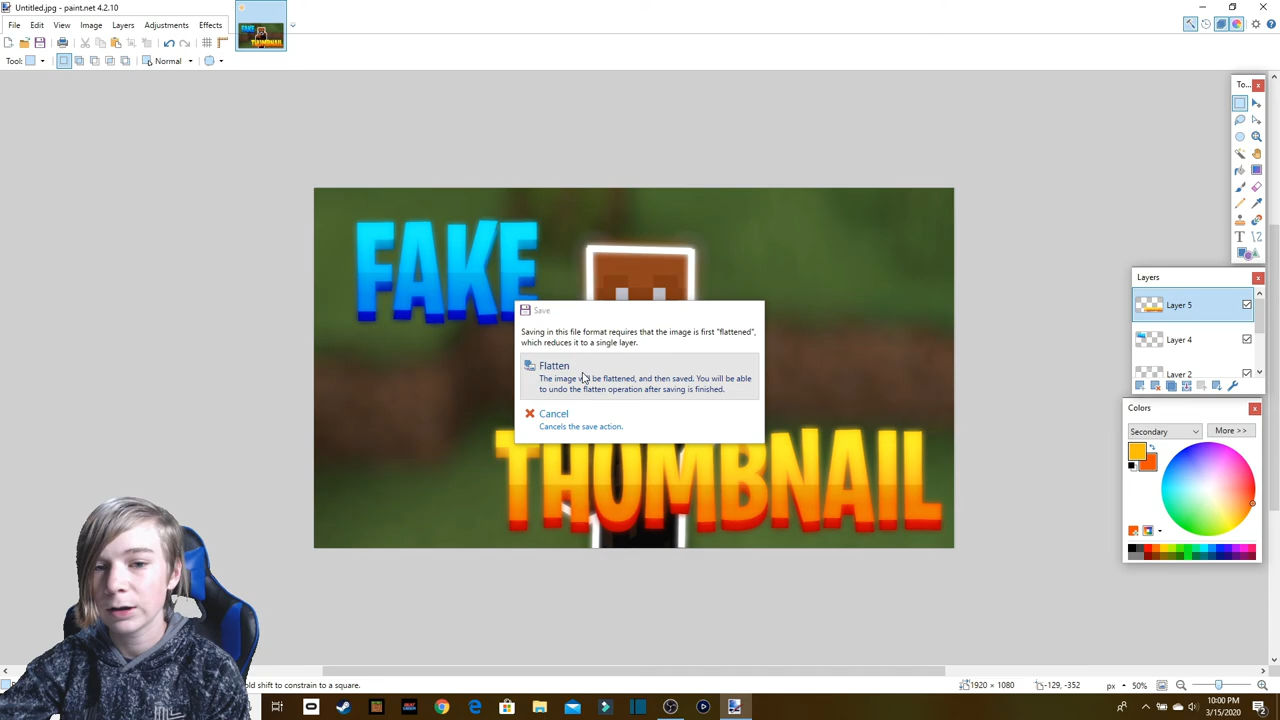 Untitled.jpg - paint.net 4.2.10
File Edit View Image Layers Adjustments Effects
Tool:
Normal
To...
FAKE
THUMBNAIL
Save
Saving in this file format requires that the image is first "flattened",
which reduces it to a single layer.
Flatten
The image will be flattened, and then saved. You will be able
to undo the flatten operation after saving is finished.
Cancel
Cancels the save action.
Layers
Layer 5
Layer 4
Layer 2
Colors
Secondary
More >>
old shift to constrain to a square.
1920 × 1080
-129, -352
px
50%
10:00 PM
3/15/2020
2